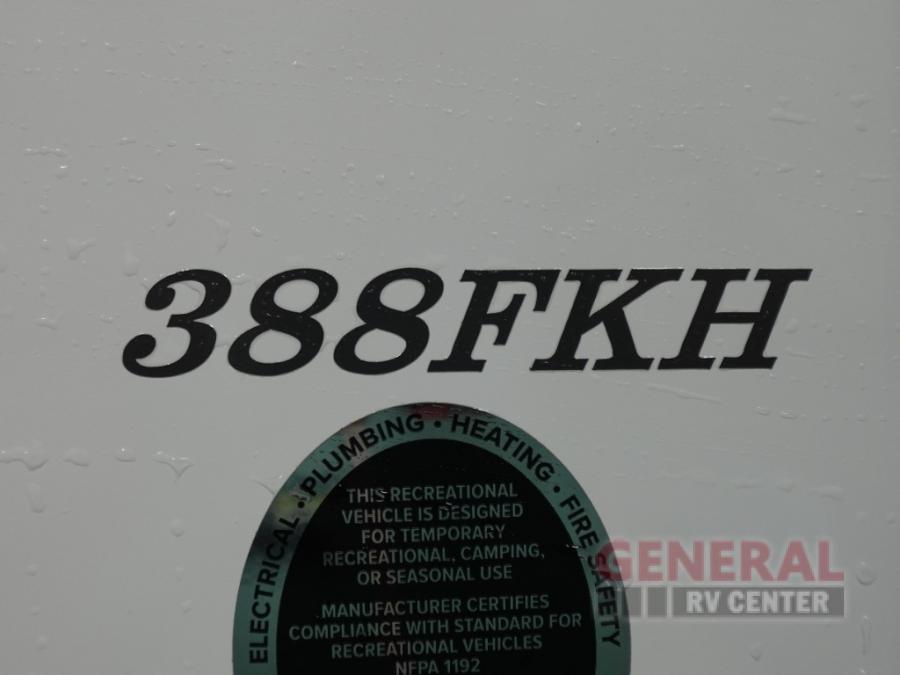 388FKH
ELECTRICAL • PLUMBING • HEATING • FIRE SAFETY
THIS RECREATIONAL
VEHICLE IS DESIGNED
FOR TEMPORARY
RECREATIONAL, CAMPING,
OR SEASONAL USE
MANUFACTURER CERTIFIES
COMPLIANCE WITH STANDARD FOR
RECREATIONAL VEHICLES
NFPA 1192
GENERAL
RV CENTER